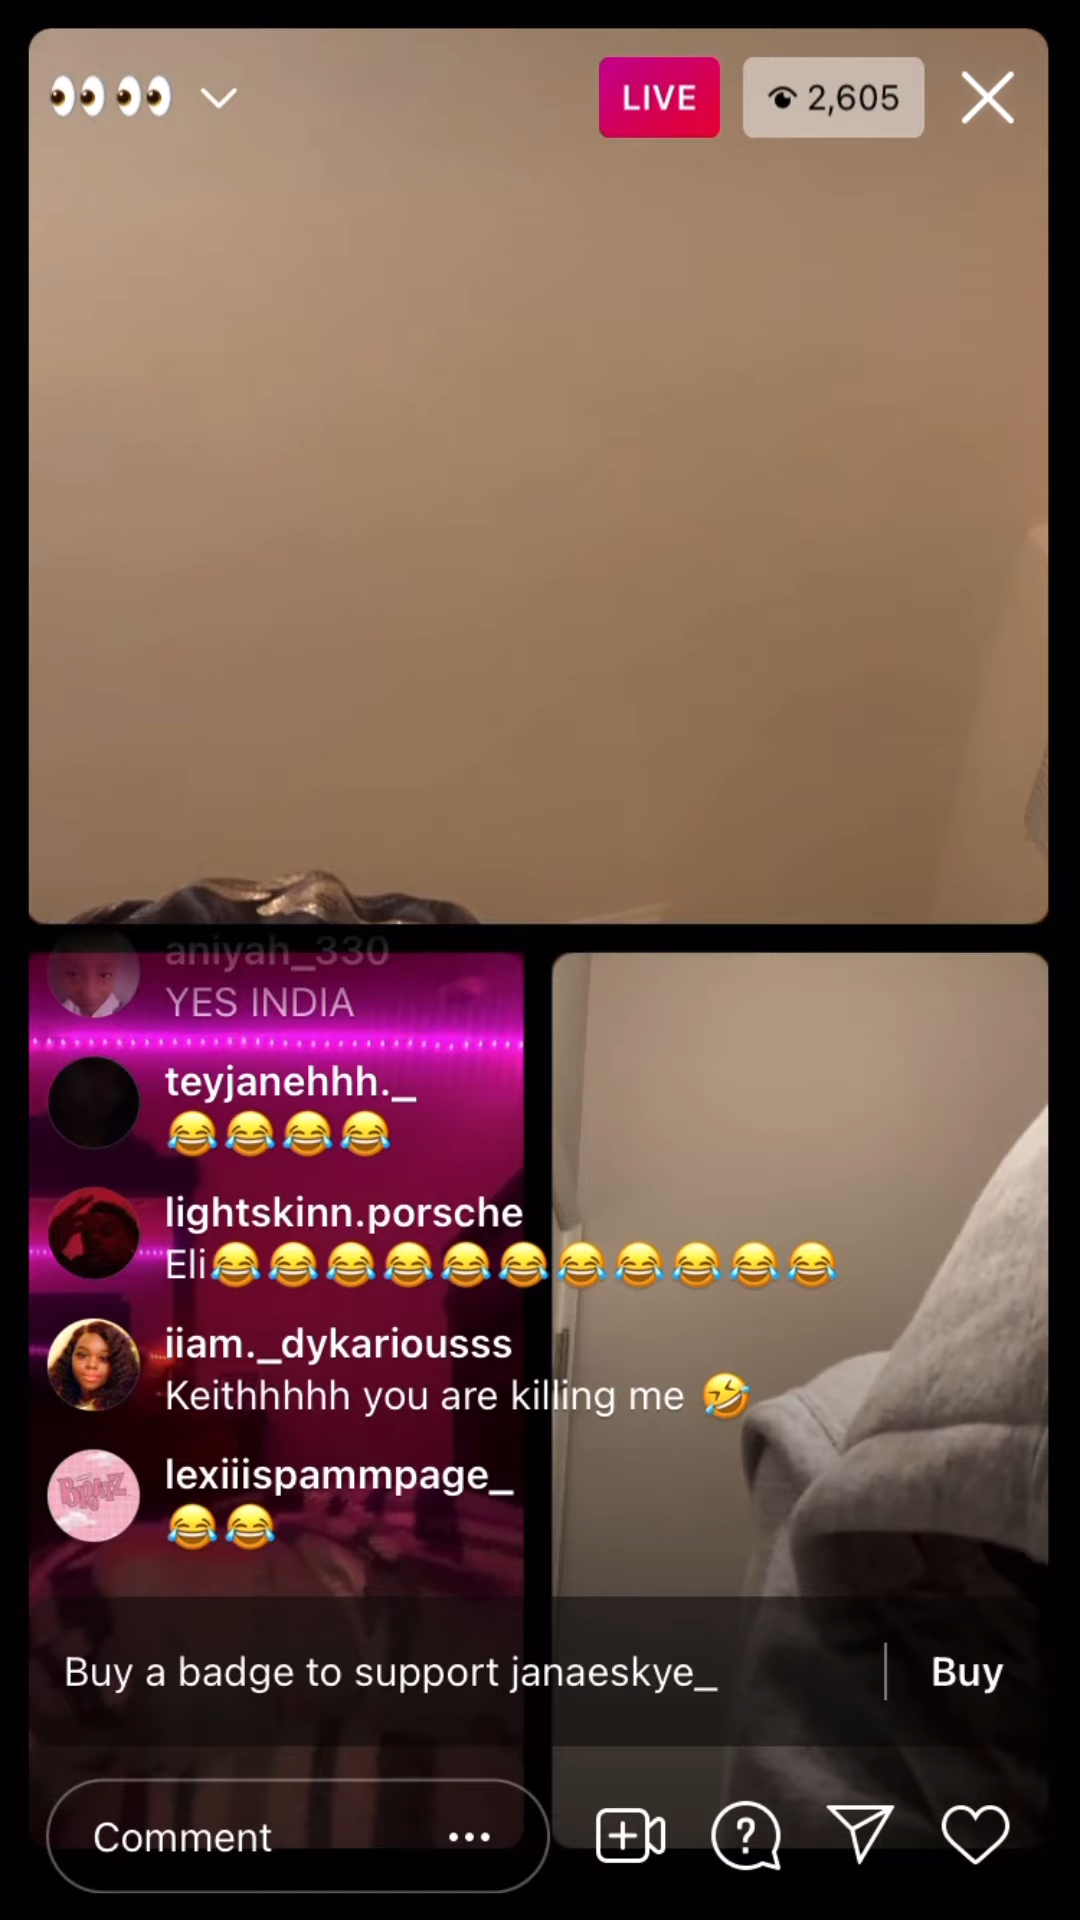 👀👀
LIVE
2,605
aniyah_330
YES INDIA
teyjanehhh._
😂😂😂😂
lightskinn.porsche
Eli😂😂😂😂😂😂😂😂😂😂😂
iiam._dykariousss
Keithhhhh you are killing me 🤣
BRATZ
lexiiispammpage_
😂😂
Buy a badge to support janaeskye_
Buy
Comment